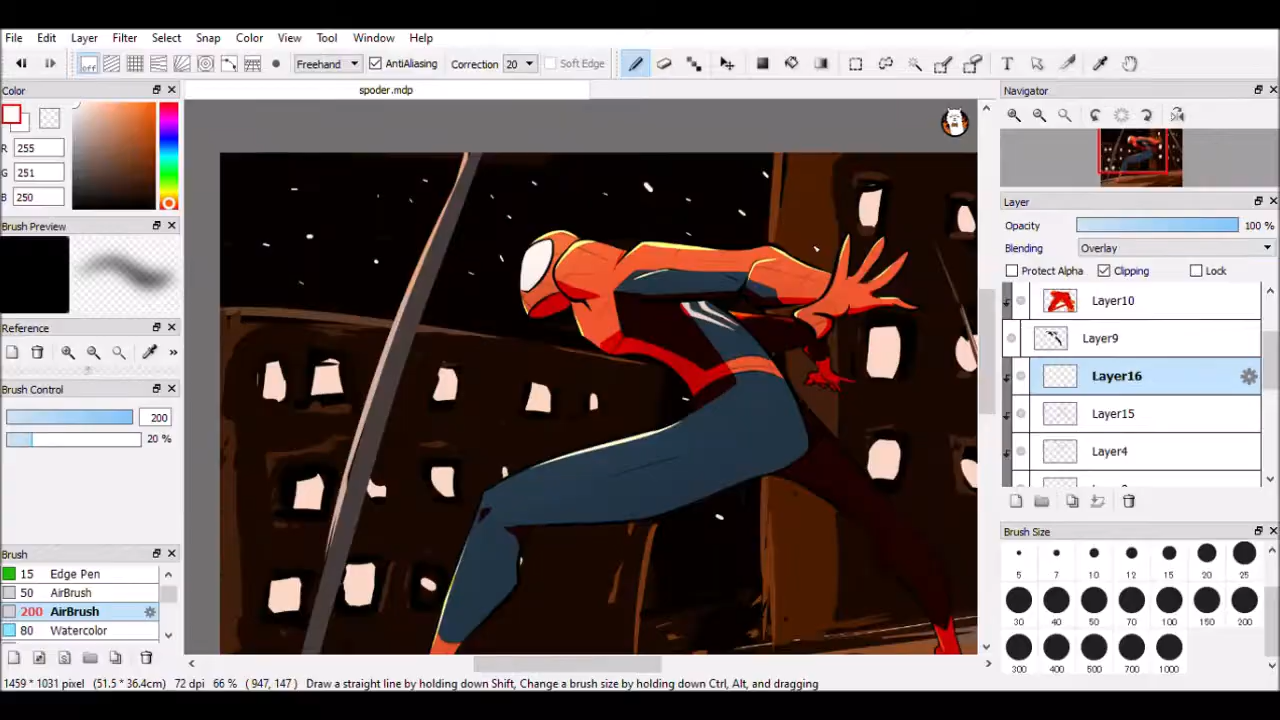 File Edit Layer Filter Select Snap Color View Tool Window Help
off Freehand AntiAliasing Correction 20 Soft Edge T
Color
spoder.mdp
Navigator
R 255
G 251
B 250
Layer
Opacity 100 %
Blending Overlay
Protect Alpha Clipping Lock
Brush Preview
Layer10
Reference
Layer9
»
Layer16
Brush Control
Layer15
200
20 %
Layer4
Brush Size
5 7 10 12 15 20 25
30 40 50 70 100 150 200
300 400 500 700 1000
Brush
15 Edge Pen
50 AirBrush
200 AirBrush
80 Watercolor
1459 * 1031 pixel (51.5 * 36.4cm) 72 dpi 66 % ( 947, 147 ) Draw a straight line by holding down Shift, Change a brush size by holding down Ctrl, Alt, and dragging